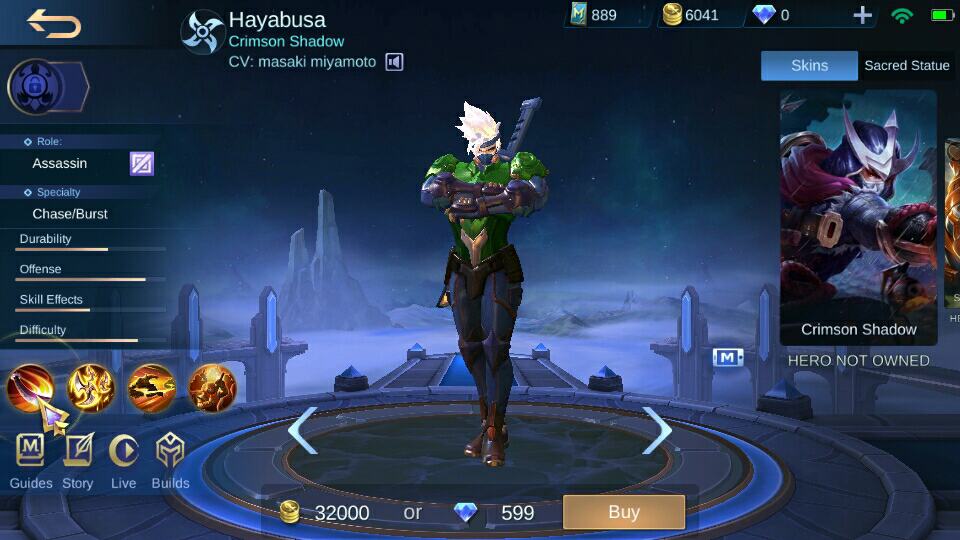 Hayabusa
Crimson Shadow
CV: masaki miyamoto
M
889
6041
0
Skins
Sacred Statue
Role:
Assassin
Specialty
Chase/Burst
Durability
Offense
Skill Effects
Difficulty
Crimson Shadow
M
HERO NOT OWNED
M
Guides
Story
Live
Builds
32000
or
599
Buy